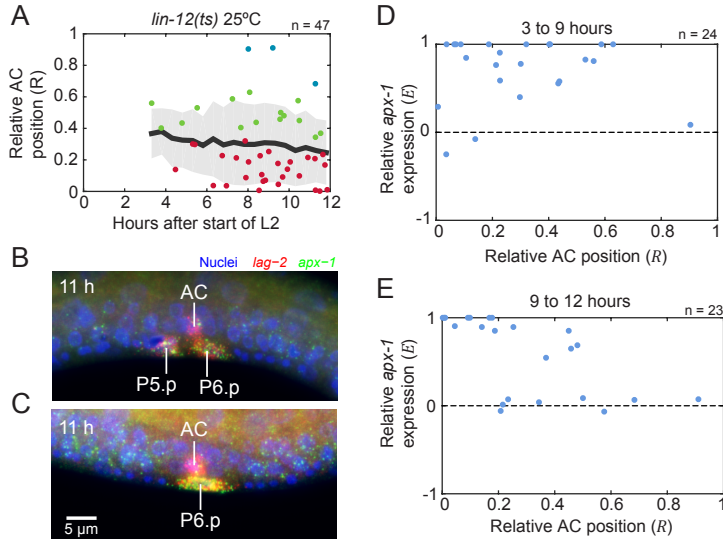 A
lin-12(ts) 25ºC
n = 47
Relative AC
position (R)
1
0.8
0.6
0.4
0.2
0
0 2 4 6 8 10 12
Hours after start of L2
B
Nuclei lag-2 apx-1
11 h
AC
P5.p
P6.p
C
11h
AC
P6.p
5 µm
D
3 to 9 hours
n = 24
Relative apx-1
expression (E)
1
0
1
0 0.2 0.4 0.6 0.8 1
Relative AC position (R)
E
9 to 12 hours
n = 23
Relative apx-1
expression (E)
1
0
1
0 0.2 0.4 0.6 0.8 1
Relative AC position (R)